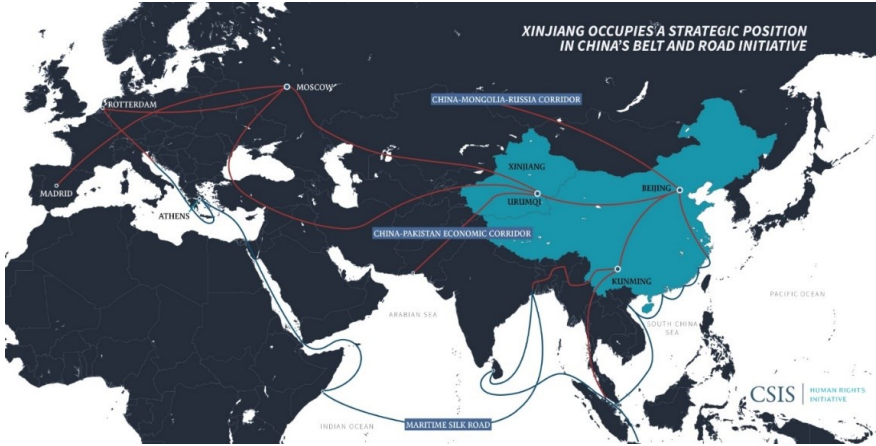 XINJIANG OCCUPIES A STRATEGIC POSITION
IN CHINA'S BELT AND ROAD INITIATIVE
MOSCOW
ROTTERDAM
CHINA-MONGOLIA-RUSSIA CORRIDOR
XINJIANG
MADRID
BEIJING
URUMQI
ATHENS
CHINA-PAKISTAN ECONOMIC CORRIDOR
KUNMING
PACIFIC OCEAN
ARABIAN SEA
SOUTH CHINA
SEA
CSIS
HUMAN RIGHTS
INITIATIVE
INDIAN OCEAN
MARITIME SILK ROAD